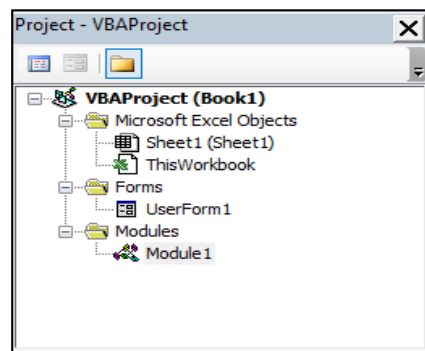 Project - VBAProject
VBAProject (Book1)
Microsoft Excel Objects
Sheet1 (Sheet1)
ThisWorkbook
Forms
UserForm1
Modules
Module1